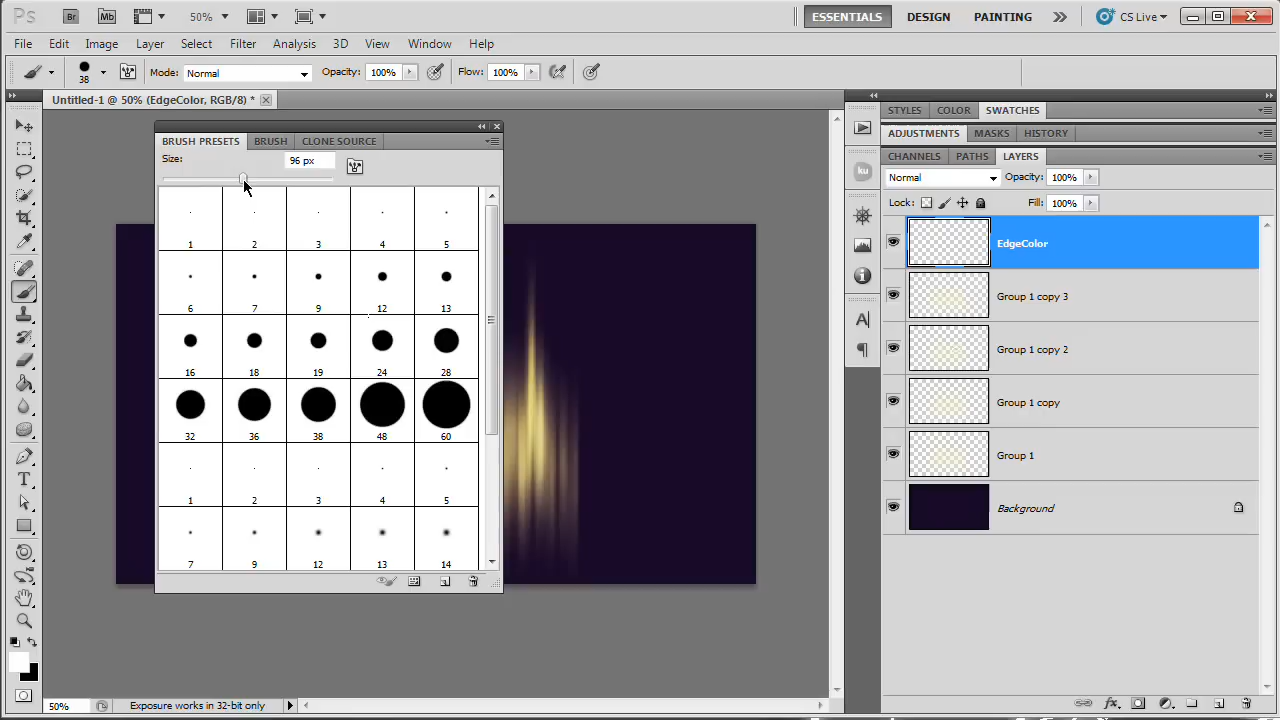 Ps Br Mb 50% ESSENTIALS DESIGN PAINTING CS Live
File Edit Image Layer Select Filter Analysis 3D View Window Help
38 Mode: Normal Opacity: 100% Flow: 100%
Untitled-1 @ 50% (EdgeColor, RGB/8) *
STYLES COLOR SWATCHES
ADJUSTMENTS MASKS HISTORY
CHANNELS PATHS LAYERS
Normal Opacity: 100%
Lock: Fill: 100%
EdgeColor
Group 1 copy 3
Group 1 copy 2
Group 1 copy
Group 1
Background
BRUSH PRESETS BRUSH CLONE SOURCE
Size: 96 px
1 2 3 4 5
6 7 9 12 13
16 18 19 24 28
32 36 38 48 60
1 2 3 4 5
7 9 12 13 14
ku
A
T
fx
50% Exposure works in 32-bit only